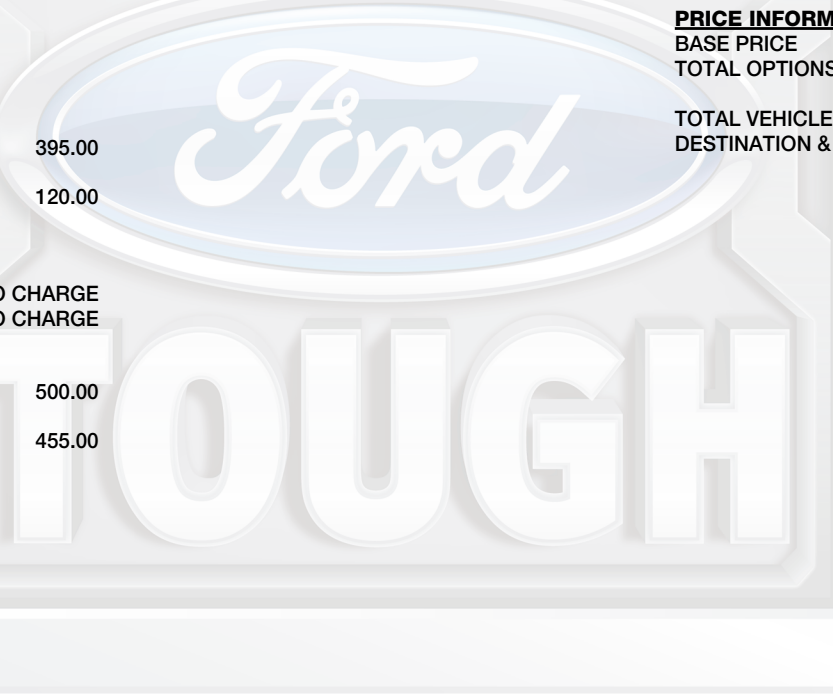 PRICE INFORM
BASE PRICE
TOTAL OPTIONS
TOTAL VEHICLE
DESTINATION &
395.00
120.00
O CHARGE
O CHARGE
500.00
455.00
Ford
TOUGH